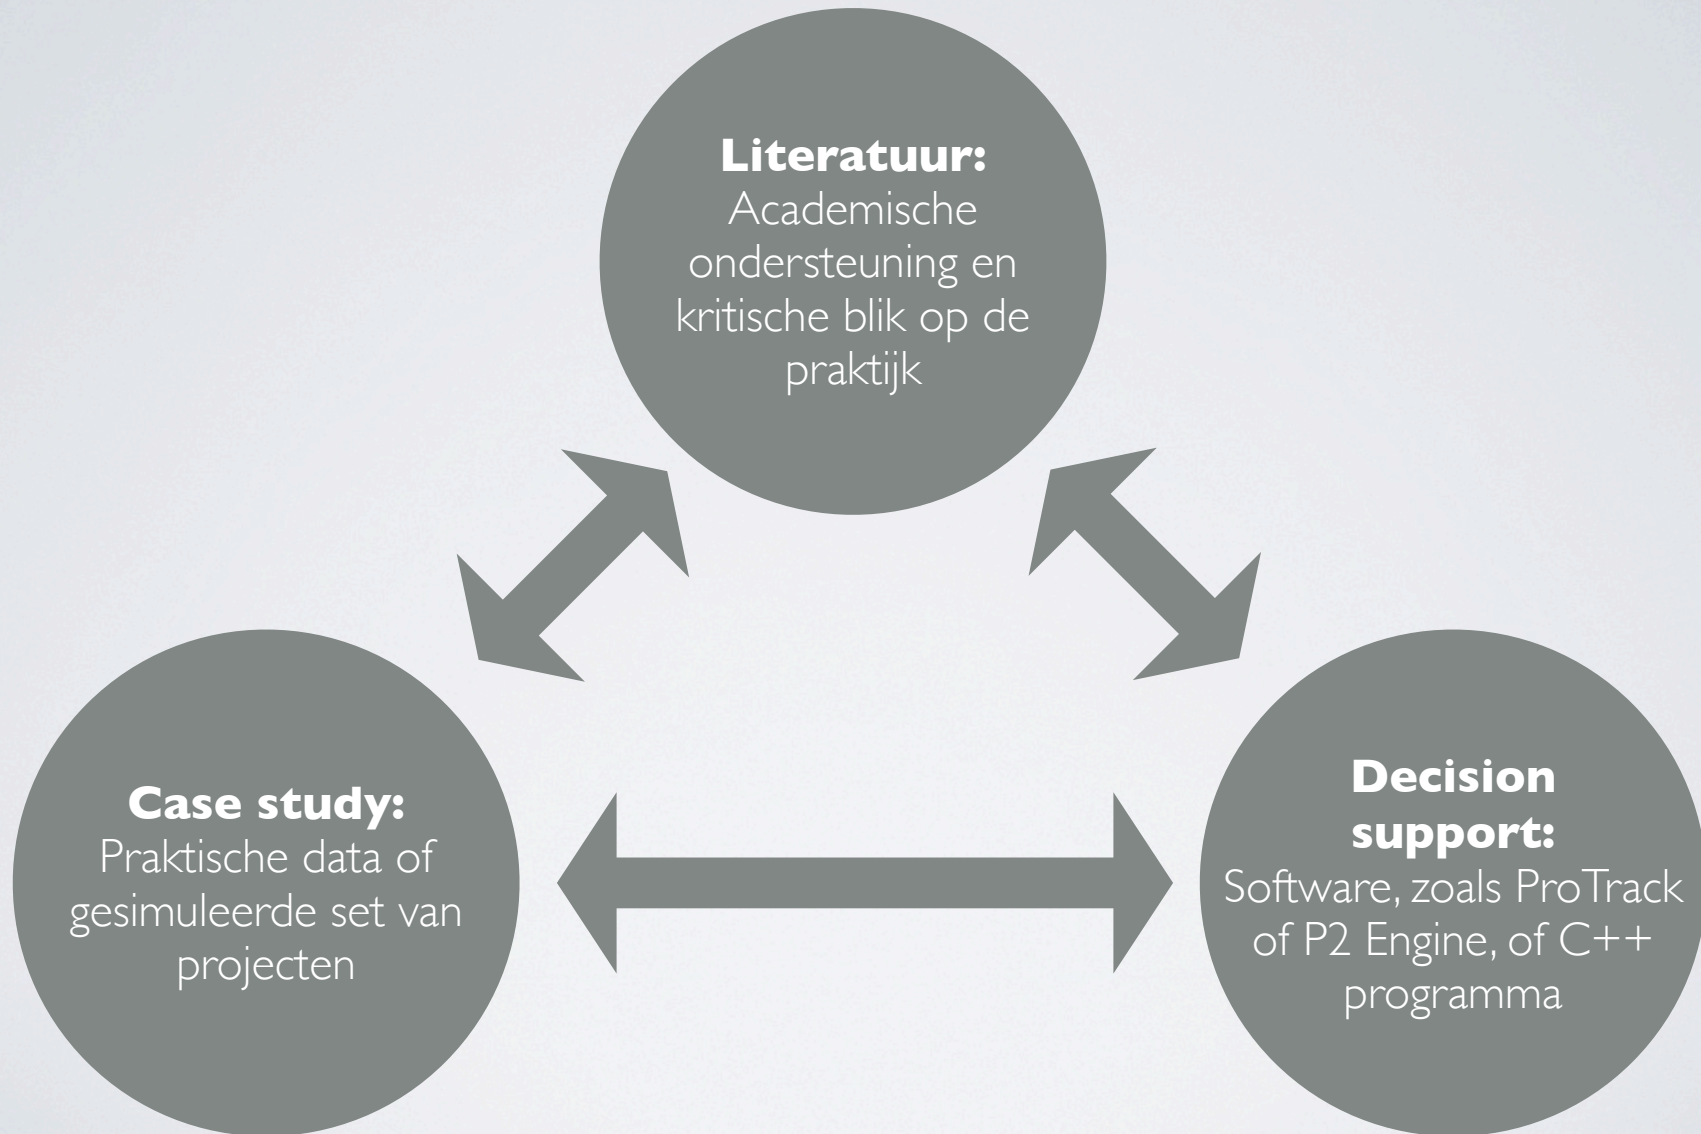 Literatuur:
Academische
ondersteuning en
kritische blik op de
praktijk
Case study:
Praktische data of
gesimuleerde set van
projecten
Decision
support:
Software, zoals ProTrack
of P2 Engine, of C++
programma